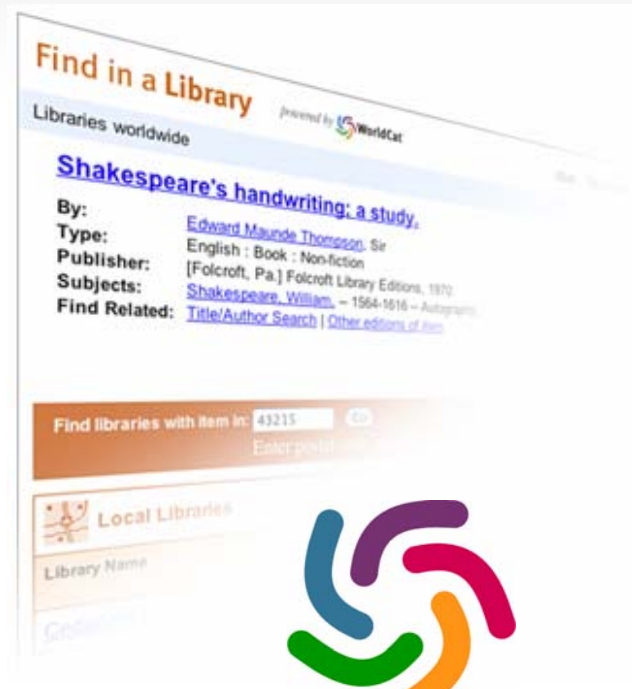 Find in a Library powered by WorldCat
Libraries worldwide
Shakespeare's handwriting; a study.
By: Edward Maunde Thompson, Sir
Type: English : Book : Non-fiction
Publisher: [Folcroft, Pa.] Folcroft Library Editions, 1970.
Subjects: Shakespeare, William, – 1564-1616 – Autographs
Find Related: Title/Author Search | Other editions of item
Find libraries with item in: 43215 Go
Enter postal
Local Libraries
Library Name